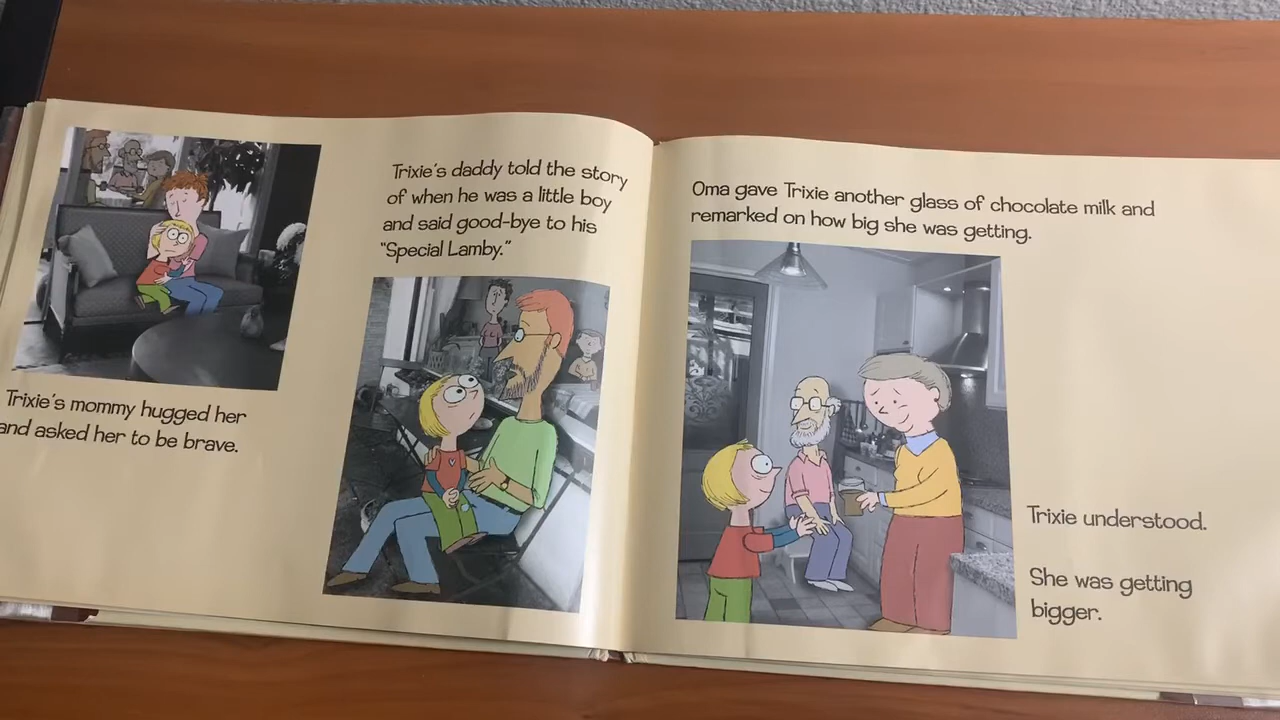 Trixie's mommy hugged her
and asked her to be brave.
Trixie's daddy told the story
of when he was a little boy
and said good-bye to his
"Special Lamby."
Oma gave Trixie another glass of chocolate milk and
remarked on how big she was getting.
Trixie understood.
She was getting
bigger.